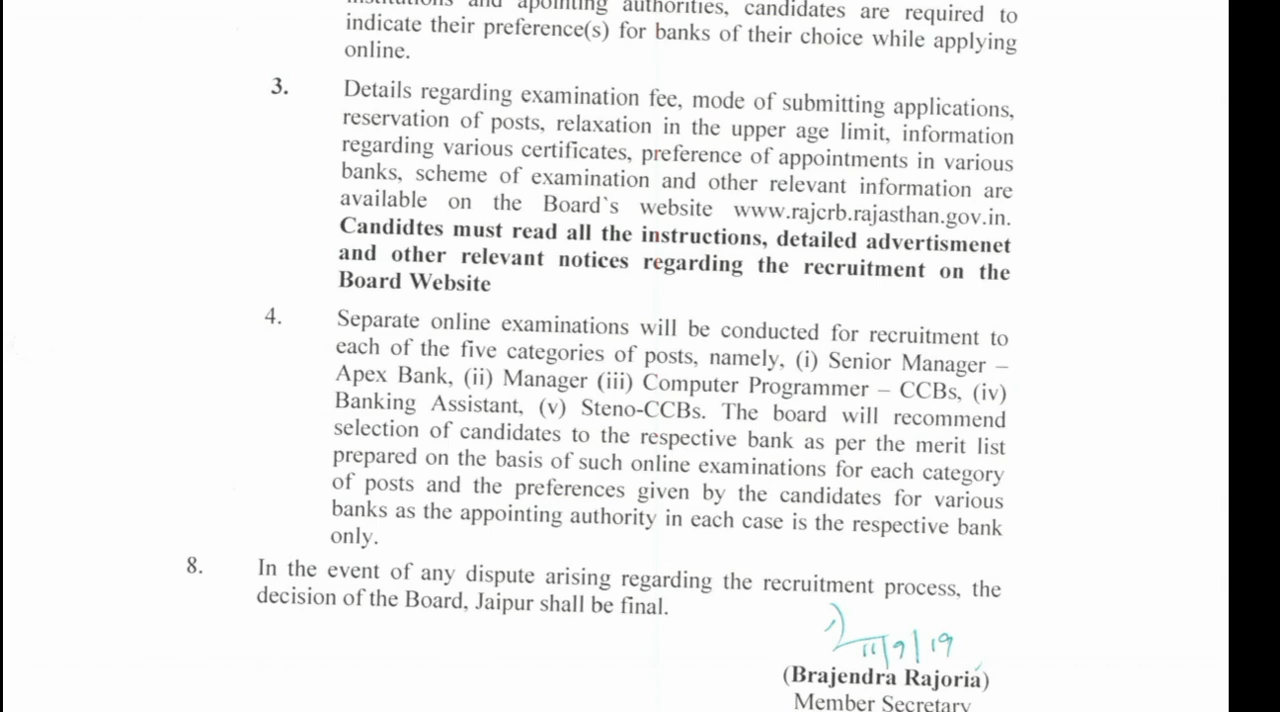 institutions and apointing authorities, candidates are required to
indicate their preference(s) for banks of their choice while applying
online.
3. Details regarding examination fee, mode of submitting applications,
reservation of posts, relaxation in the upper age limit, information
regarding various certificates, preference of appointments in various
banks, scheme of examination and other relevant information are
available on the Board`s website www.rajcrb.rajasthan.gov.in.
Candidtes must read all the instructions, detailed advertismenet
and other relevant notices regarding the recruitment on the
Board Website
4. Separate online examinations will be conducted for recruitment to
each of the five categories of posts, namely, (i) Senior Manager –
Apex Bank, (ii) Manager (iii) Computer Programmer – CCBs, (iv)
Banking Assistant, (v) Steno-CCBs. The board will recommend
selection of candidates to the respective bank as per the merit list
prepared on the basis of such online examinations for each category
of posts and the preferences given by the candidates for various
banks as the appointing authority in each case is the respective bank
only.
8. In the event of any dispute arising regarding the recruitment process, the
decision of the Board, Jaipur shall be final.
11/9/19
(Brajendra Rajoria)
Member Secretary